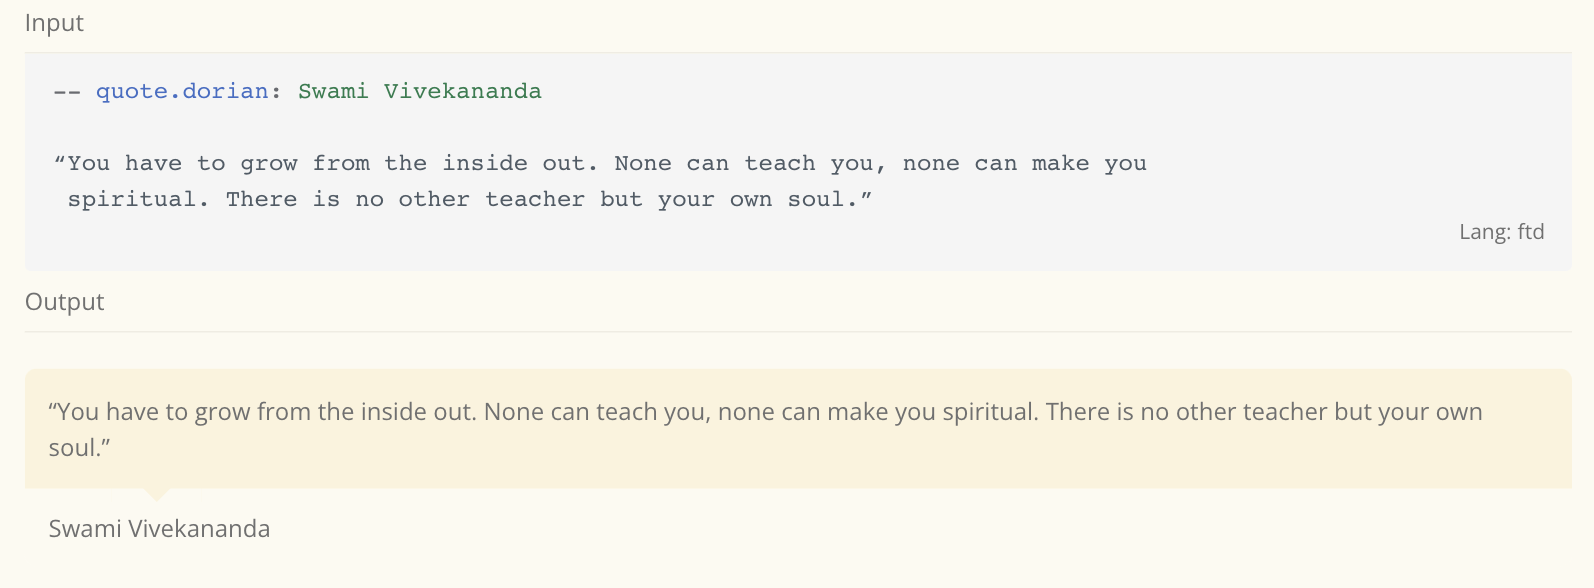 Input
-- quote.dorian: Swami Vivekananda
“You have to grow from the inside out. None can teach you, none can make you
spiritual. There is no other teacher but your own soul.”
Lang: ftd
Output
“You have to grow from the inside out. None can teach you, none can make you spiritual. There is no other teacher but your own
soul.”
Swami Vivekananda